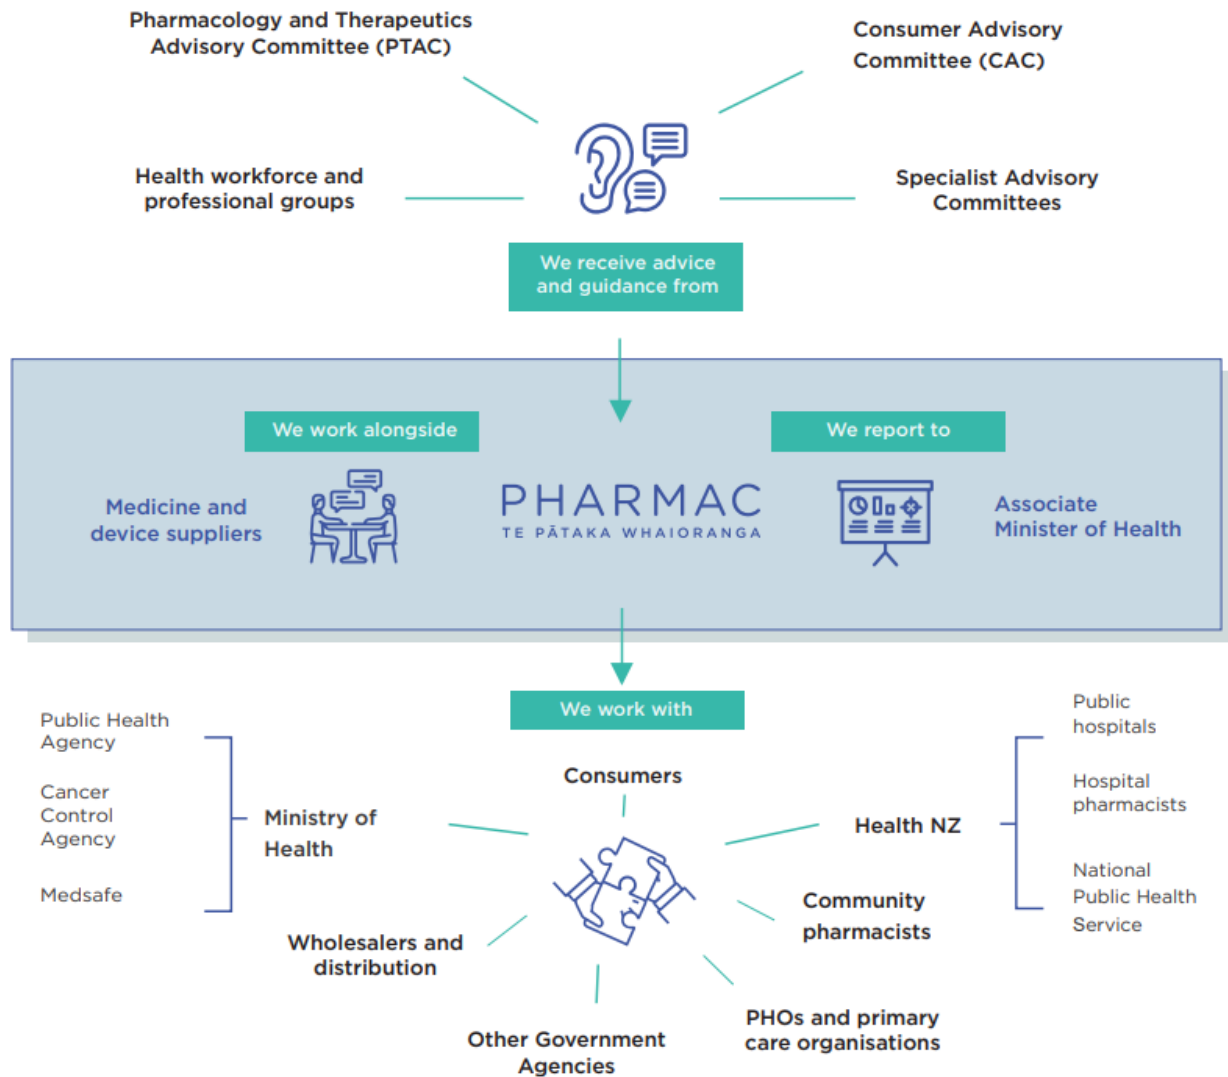 Pharmacology and Therapeutics
Advisory Committee (PTAC)
Consumer Advisory
Committee (CAC)
Health workforce and
professional groups
Specialist Advisory
Committees
We receive advice
and guidance from
We work alongside
We report to
Medicine and
device suppliers
PHARMAC
TE PĀTAKA WHAIORANGA
Associate
Minister of Health
We work with
Public Health
Agency
Cancer
Control
Agency
Medsafe
Ministry of
Health
Consumers
Health NZ
Public
hospitals
Hospital
pharmacists
National
Public Health
Service
Wholesalers and
distribution
Community
pharmacists
Other Government
Agencies
PHOs and primary
care organisations